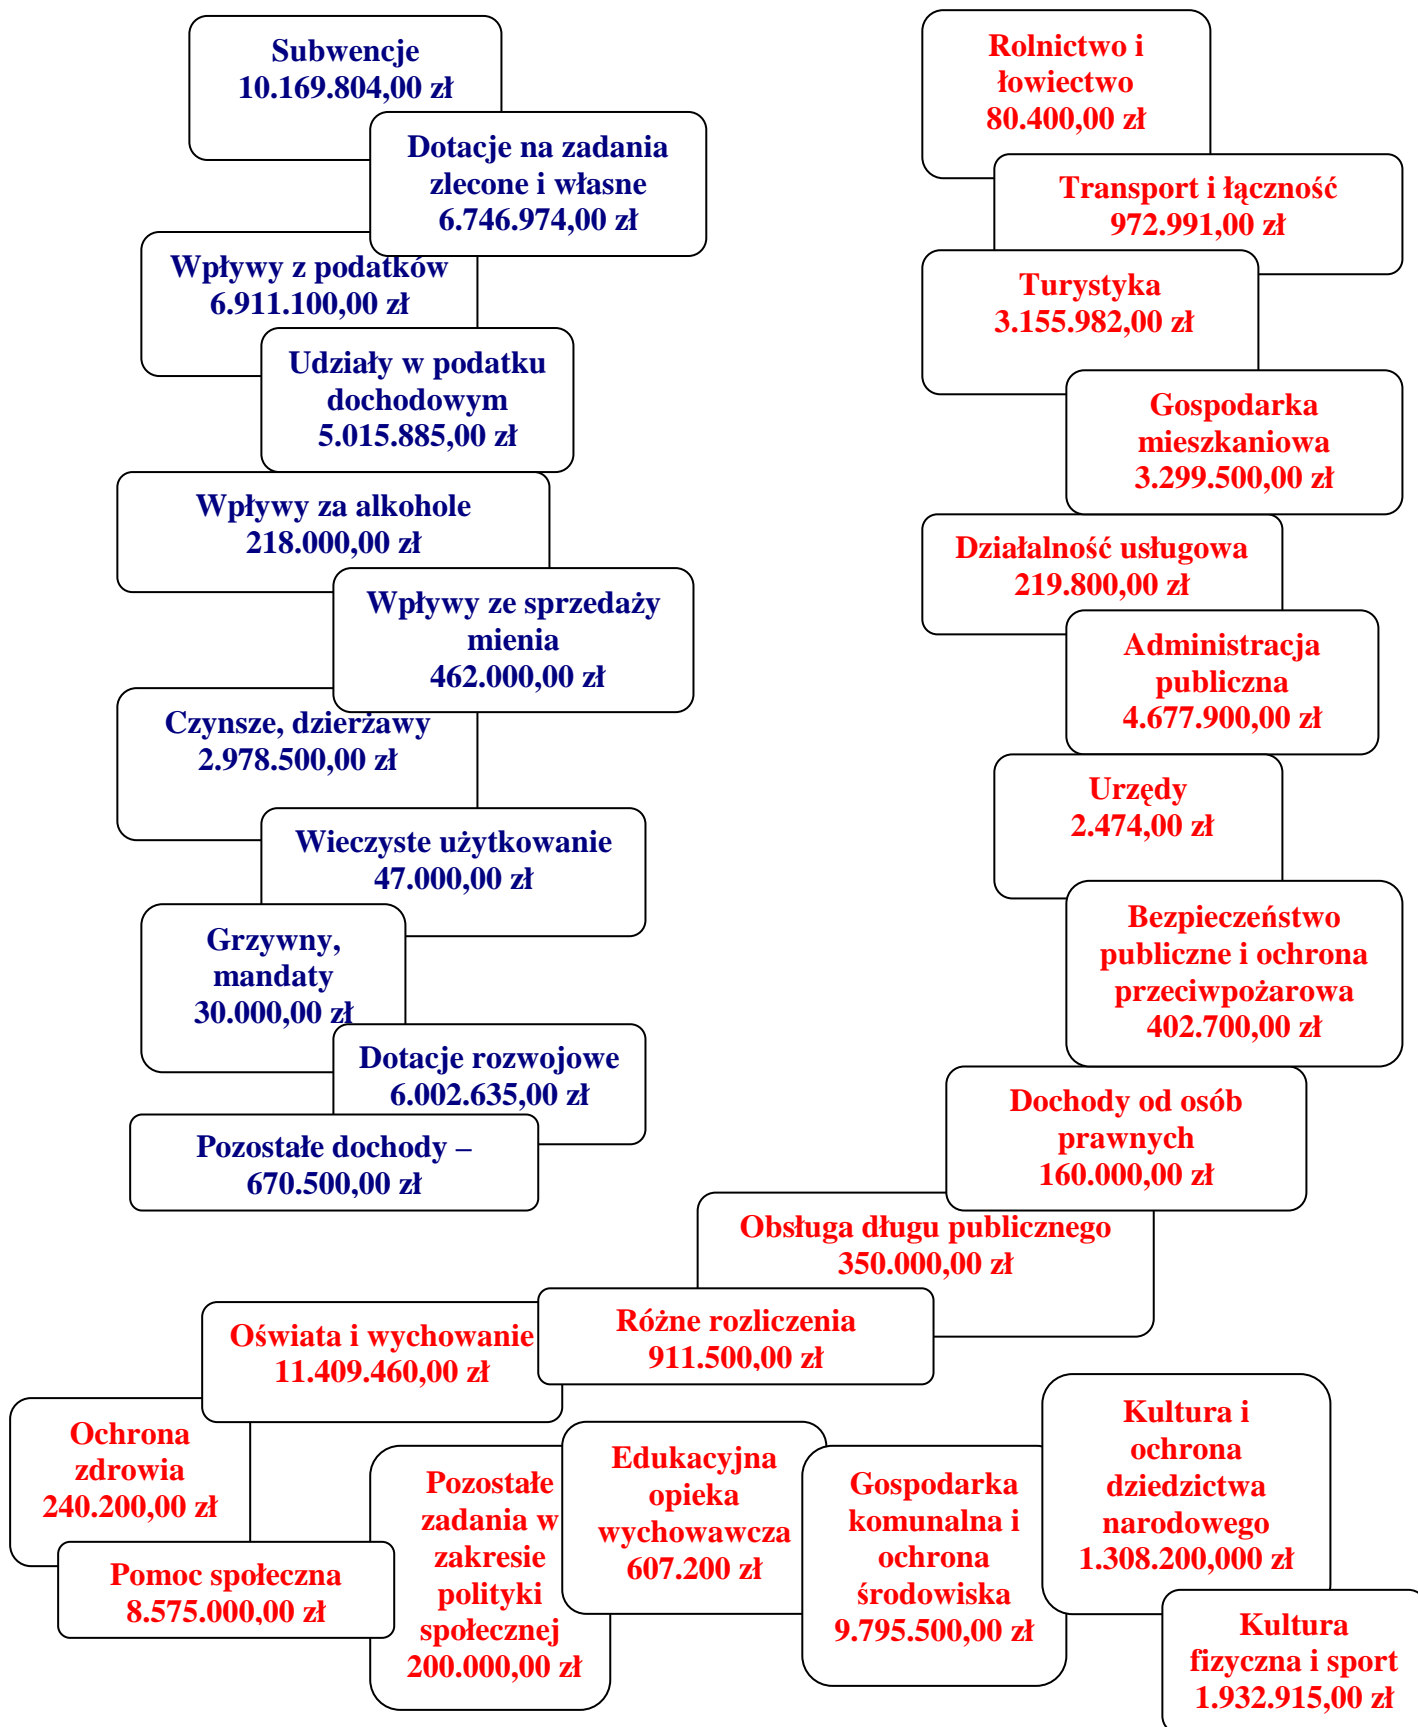 Subwencje
10.169.804,00 zł
Dotacje na zadania
zlecone i własne
6.746.974,00 zł
Wpływy z podatków
6.911.100,00 zł
Udziały w podatku
dochodowym
5.015.885,00 zł
Wpływy za alkohole
218.000,00 zł
Wpływy ze sprzedaży
mienia
462.000,00 zł
Czynsze, dzierżawy
2.978.500,00 zł
Wieczyste użytkowanie
47.000,00 zł
Grzywny,
mandaty
30.000,00 zł
Dotacje rozwojowe
6.002.635,00 zł
Pozostałe dochody –
670.500,00 zł
Rolnictwo i
łowiectwo
80.400,00 zł
Transport i łączność
972.991,00 zł
Turystyka
3.155.982,00 zł
Gospodarka
mieszkaniowa
3.299.500,00 zł
Działalność usługowa
219.800,00 zł
Administracja
publiczna
4.677.900,00 zł
Urzędy
2.474,00 zł
Bezpieczeństwo
publiczne i ochrona
przeciwpożarowa
402.700,00 zł
Dochody od osób
prawnych
160.000,00 zł
Obsługa długu publicznego
350.000,00 zł
Różne rozliczenia
911.500,00 zł
Oświata i wychowanie
11.409.460,00 zł
Ochrona
zdrowia
240.200,00 zł
Pomoc społeczna
8.575.000,00 zł
Pozostałe
zadania w
zakresie
polityki
społecznej
200.000,00 zł
Edukacyjna
opieka
wychowawcza
607.200 zł
Gospodarka
komunalna i
ochrona
środowiska
9.795.500,00 zł
Kultura i
ochrona
dziedzictwa
narodowego
1.308.200,000 zł
Kultura
fizyczna i sport
1.932.915,00 zł